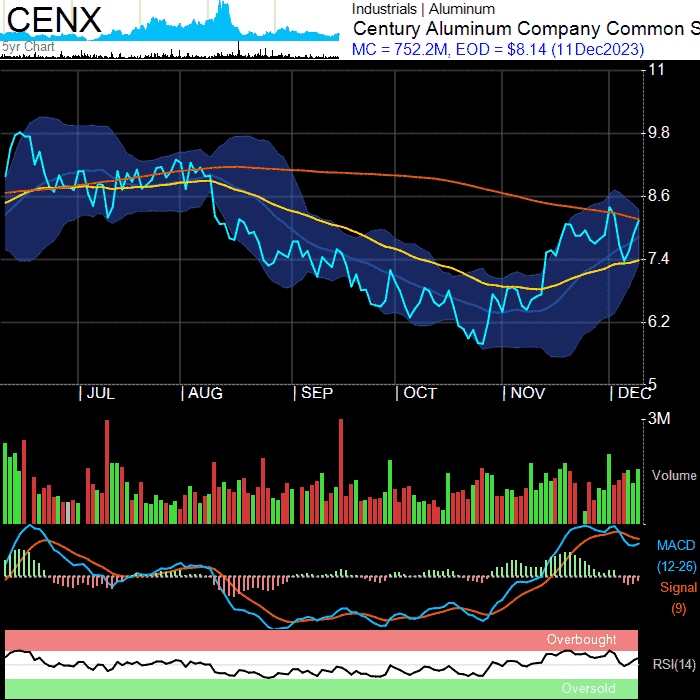 CENX
5yr Chart
Industrials | Aluminum
Century Aluminum Company Common S
MC = 752.2M, EOD = $8.14 (11Dec2023)
11
9.8
8.6
7.4
6.2
5
JUL AUG SEP OCT NOV DEC
3M
Volume
MACD
(12-26)
Signal
(9)
Overbought
RSI(14)
Oversold